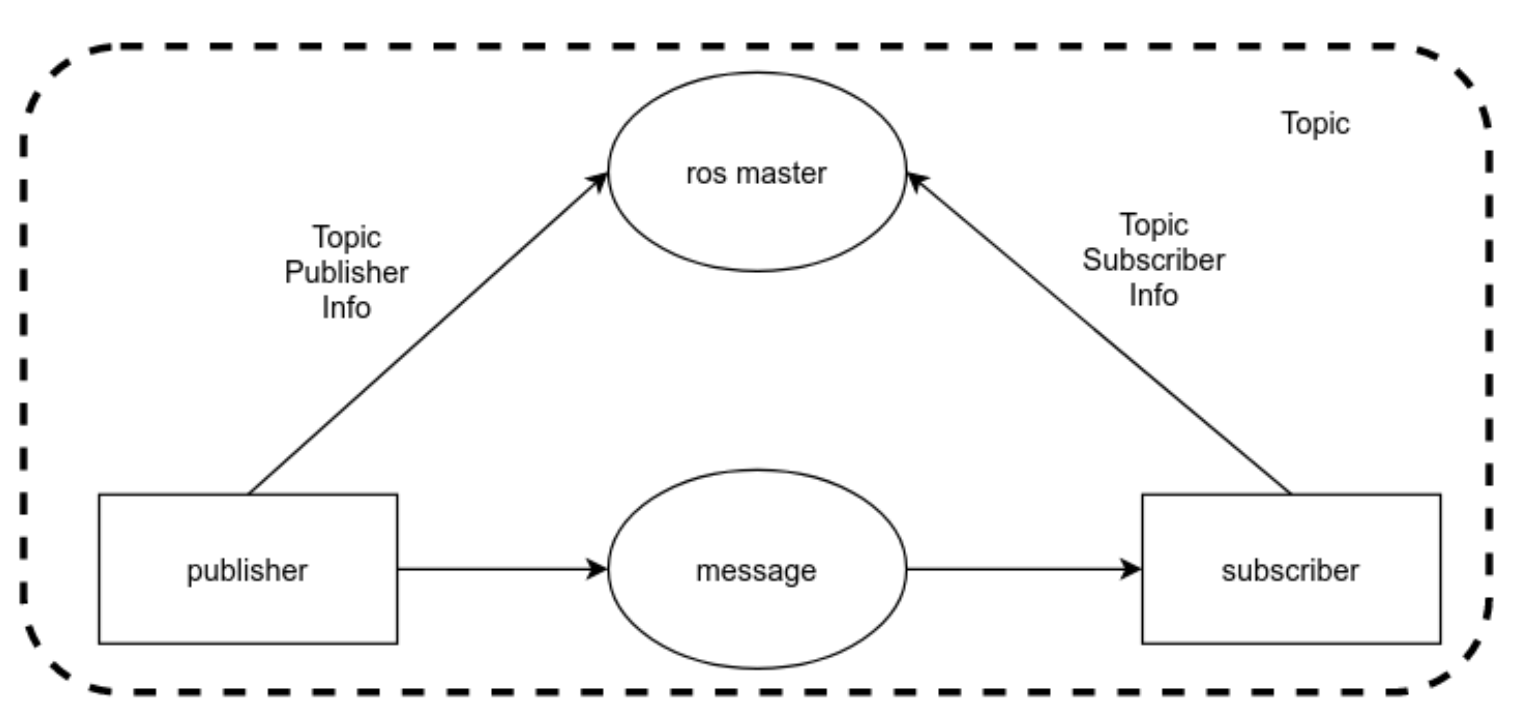 ros master
Topic
Topic
Publisher
Info
Topic
Subscriber
Info
publisher
message
subscriber